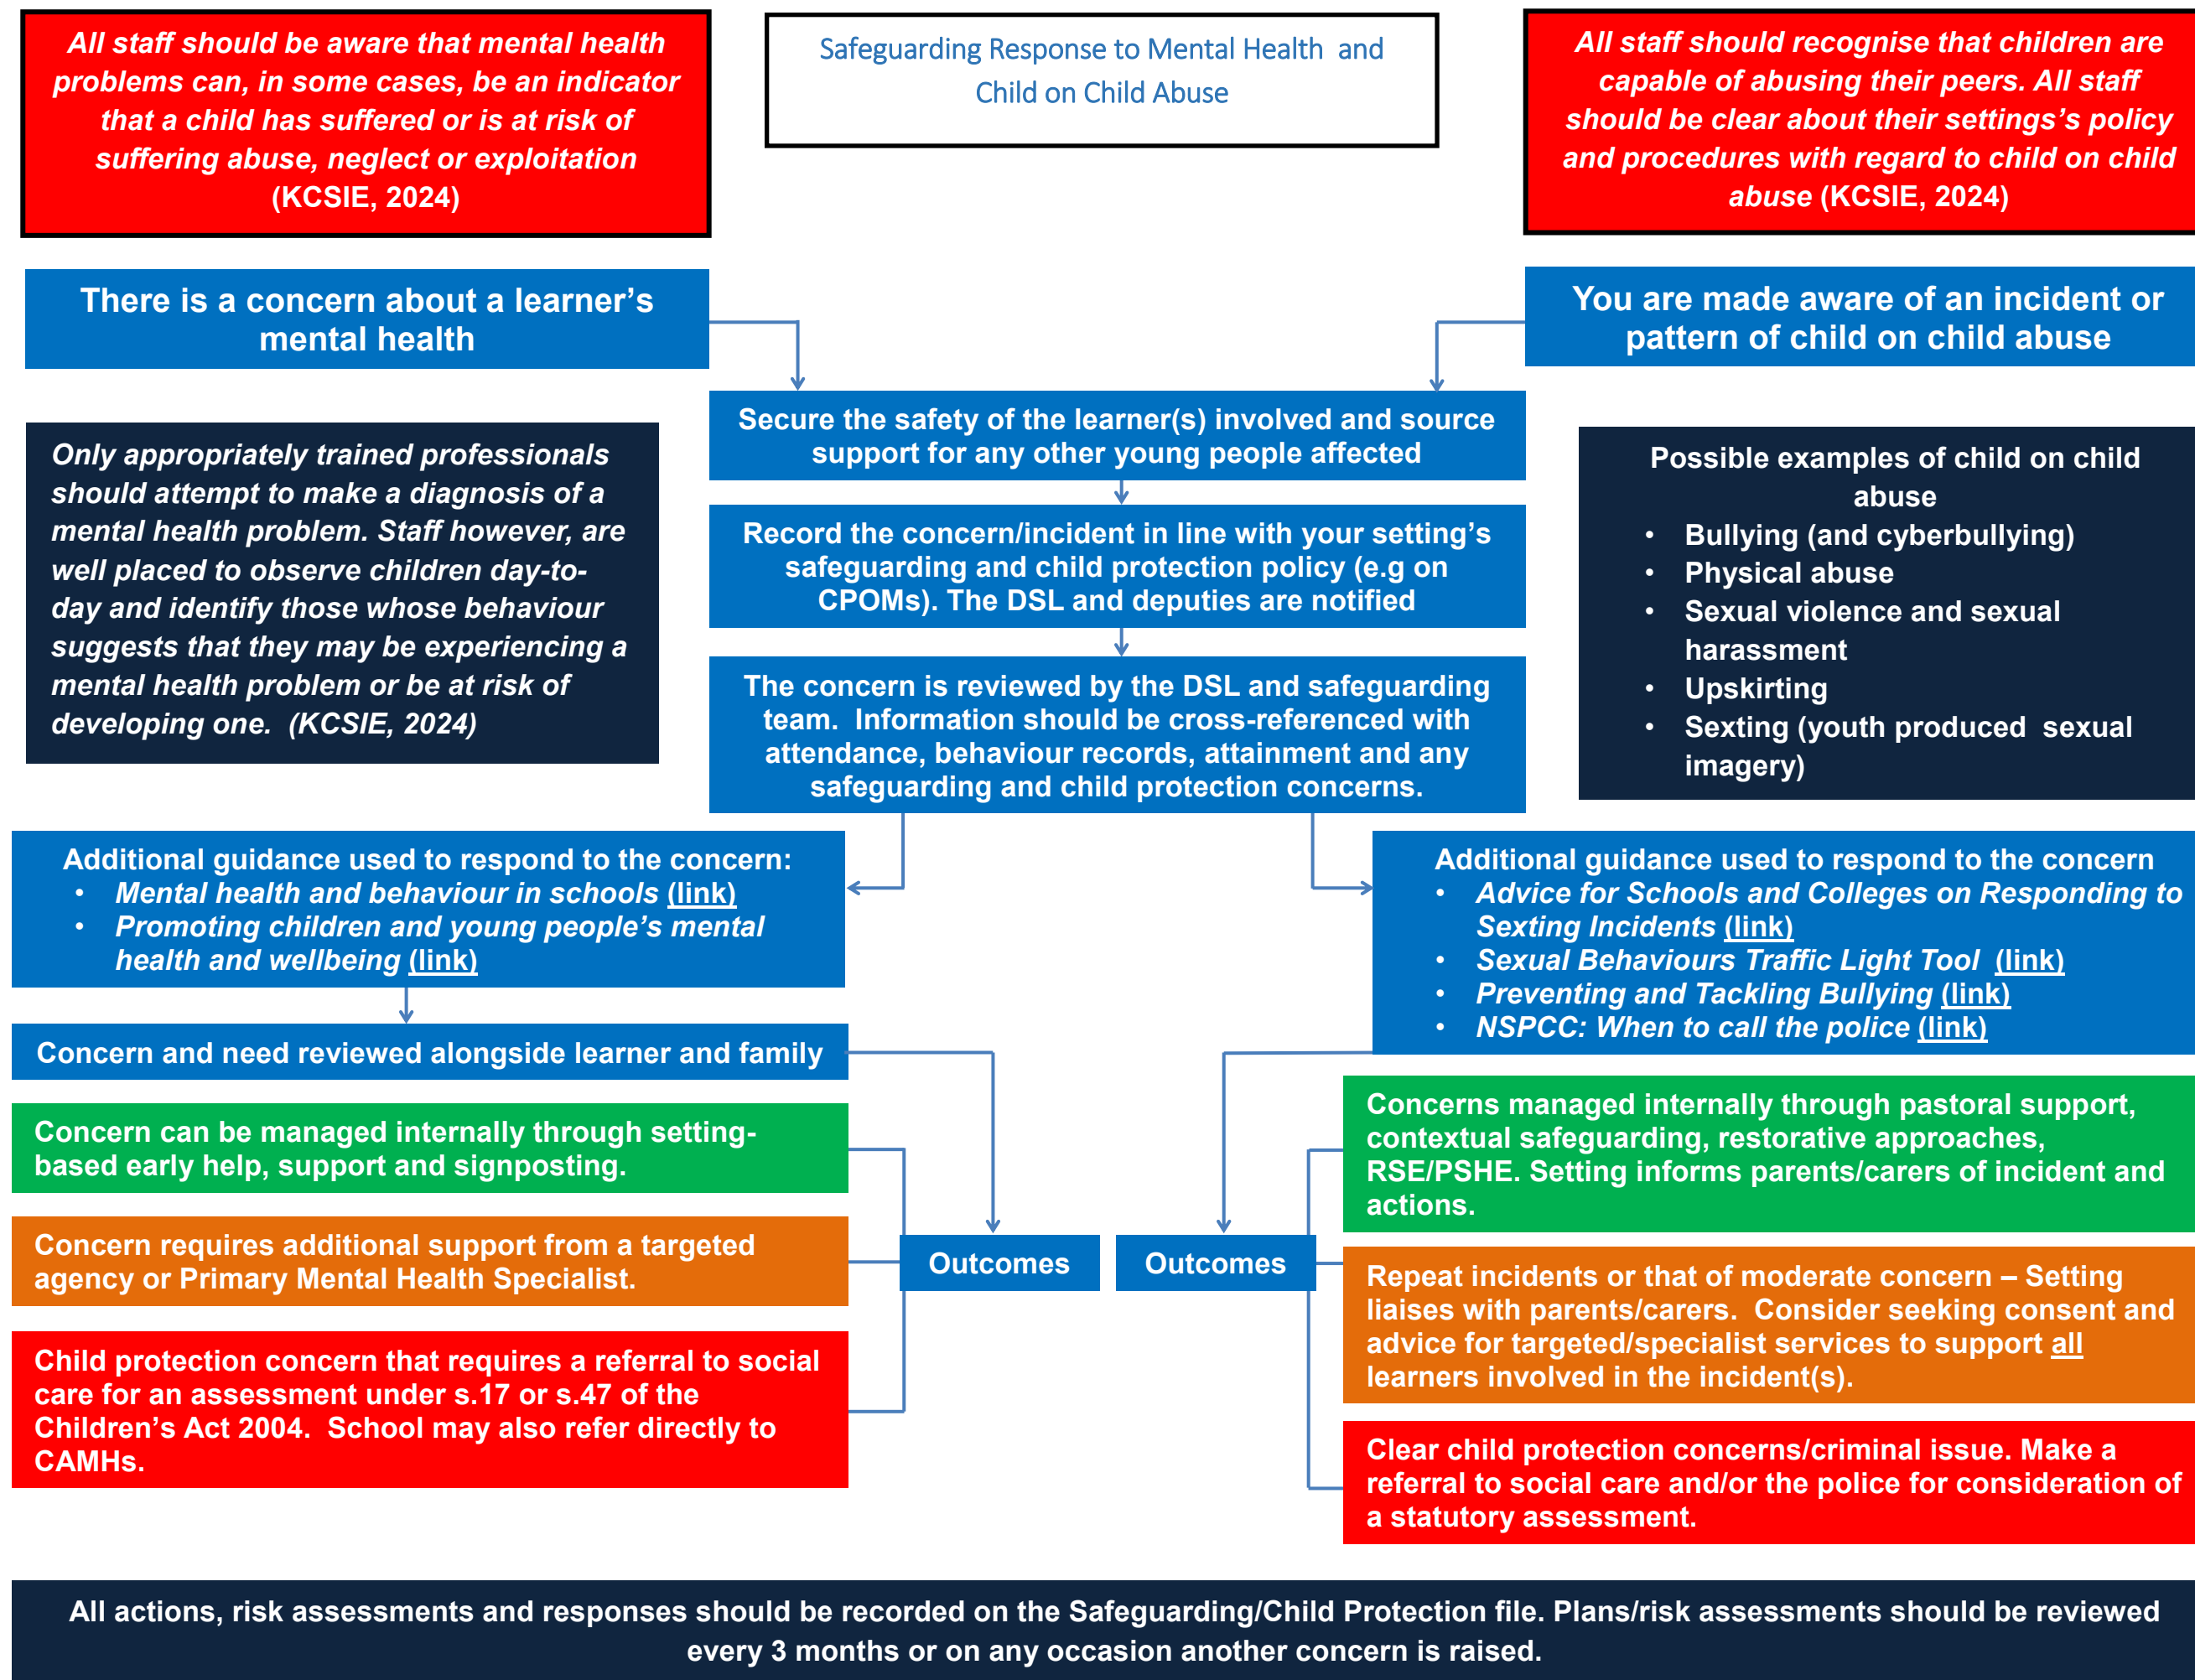 All staff should be aware that mental health
problems can, in some cases, be an indicator
that a child has suffered or is at risk of
suffering abuse, neglect or exploitation
(KCSIE, 2024)
Safeguarding Response to Mental Health and
Child on Child Abuse
All staff should recognise that children are
capable of abusing their peers. All staff
should be clear about their settings's policy
and procedures with regard to child on child
abuse (KCSIE, 2024)
There is a concern about a learner’s
mental health
You are made aware of an incident or
pattern of child on child abuse
Secure the safety of the learner(s) involved and source
support for any other young people affected
Only appropriately trained professionals
should attempt to make a diagnosis of a
mental health problem. Staff however, are
well placed to observe children day-to-
day and identify those whose behaviour
suggests that they may be experiencing a
mental health problem or be at risk of
developing one. (KCSIE, 2024)
Record the concern/incident in line with your setting’s
safeguarding and child protection policy (e.g on
CPOMs). The DSL and deputies are notified
Possible examples of child on child
abuse
• Bullying (and cyberbullying)
• Physical abuse
• Sexual violence and sexual
harassment
• Upskirting
• Sexting (youth produced sexual
imagery)
The concern is reviewed by the DSL and safeguarding
team. Information should be cross-referenced with
attendance, behaviour records, attainment and any
safeguarding and child protection concerns.
Additional guidance used to respond to the concern:
• Mental health and behaviour in schools (link)
• Promoting children and young people’s mental
health and wellbeing (link)
Additional guidance used to respond to the concern
• Advice for Schools and Colleges on Responding to
Sexting Incidents (link)
• Sexual Behaviours Traffic Light Tool (link)
• Preventing and Tackling Bullying (link)
• NSPCC: When to call the police (link)
Concern and need reviewed alongside learner and family
Concern can be managed internally through setting-
based early help, support and signposting.
Concern requires additional support from a targeted
agency or Primary Mental Health Specialist.
Child protection concern that requires a referral to social
care for an assessment under s.17 or s.47 of the
Children’s Act 2004. School may also refer directly to
CAMHs.
Outcomes
Outcomes
Concerns managed internally through pastoral support,
contextual safeguarding, restorative approaches,
RSE/PSHE. Setting informs parents/carers of incident and
actions.
Repeat incidents or that of moderate concern – Setting
liaises with parents/carers. Consider seeking consent and
advice for targeted/specialist services to support all
learners involved in the incident(s).
Clear child protection concerns/criminal issue. Make a
referral to social care and/or the police for consideration of
a statutory assessment.
All actions, risk assessments and responses should be recorded on the Safeguarding/Child Protection file. Plans/risk assessments should be reviewed
every 3 months or on any occasion another concern is raised.